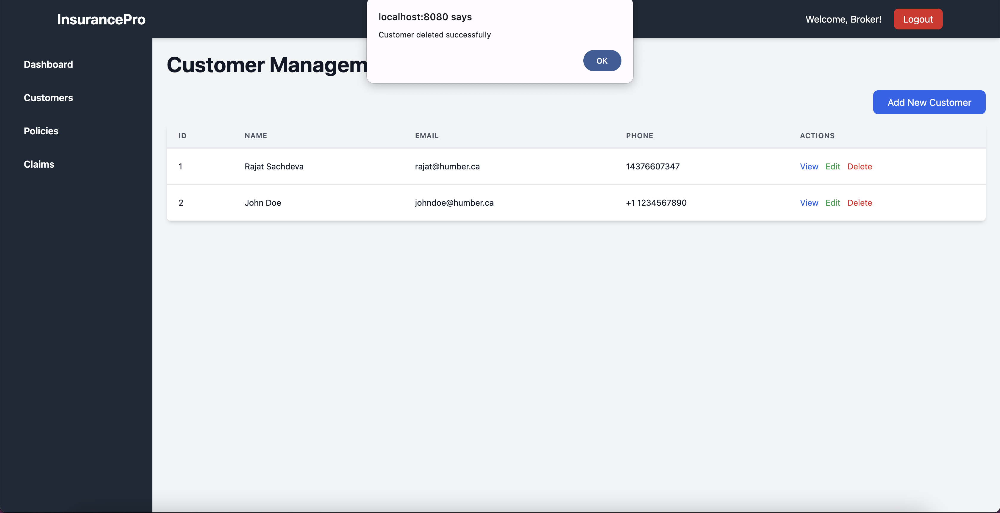 InsurancePro
localhost:8080 says
Customer deleted successfully
OK
Welcome, Broker!
Logout
Dashboard
Customers
Policies
Claims
Customer Managem
Add New Customer
ID NAME EMAIL PHONE ACTIONS
1 Rajat Sachdeva rajat@humber.ca 14376607347 View Edit Delete
2 John Doe johndoe@humber.ca +1 1234567890 View Edit Delete